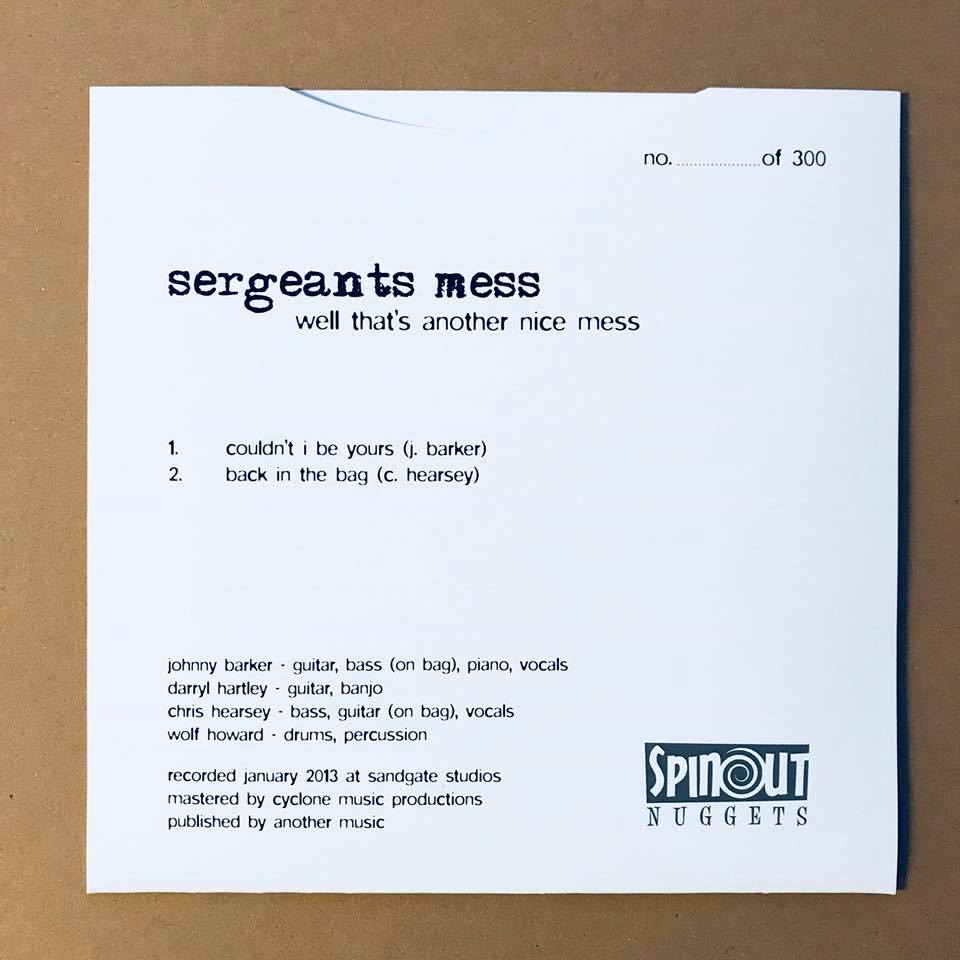 no. .....................of 300
sergeants mess
well that's another nice mess
1. couldn't i be yours (j. barker)
2. back in the bag (c. hearsey)
johnny barker - guitar, bass (on bag), piano, vocals
darryl hartley - guitar, banjo
chris hearsey - bass, guitar (on bag), vocals
wolf howard - drums, percussion
recorded january 2013 at sandgate studios
mastered by cyclone music productions
published by another music
SPINOUT
NUGGETS